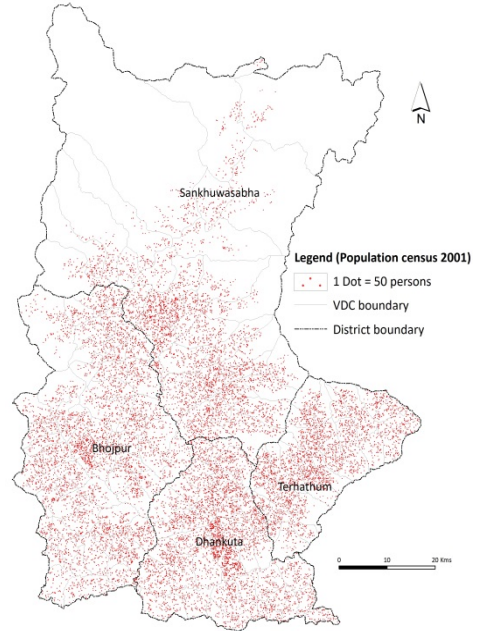 N
Sankhuwasabha
Legend (Population census 2001)
1 Dot = 50 persons
VDC boundary
District boundary
Bhojpur
Terhathum
Dhankuta
0 10 20 Kms